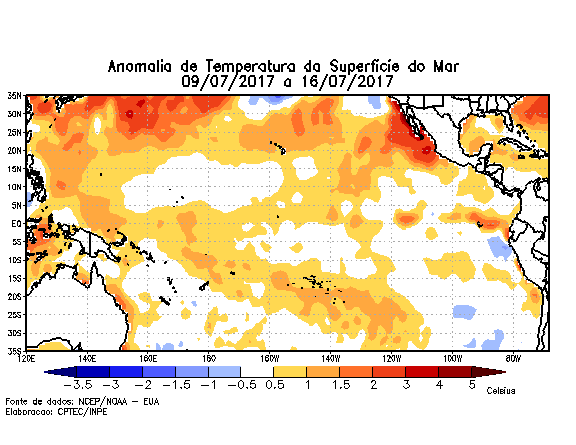 Anomalia de Temperatura da Superfície do Mar
09/07/2017 a 16/07/2017
35N
30N
25N
20N
15N
10N
5N
EQ
5S
10S
15S
20S
25S
30S
35S
120E 140E 160E 180 160W 140W 120W 100W 80W
−3.5 −3 −2 −1.5 −1 −0.5 0.5 1 1.5 2 3 4 5
Celsius
Fonte de dados: NCEP/NOAA − EUA
Elaboracao: CPTEC/INPE